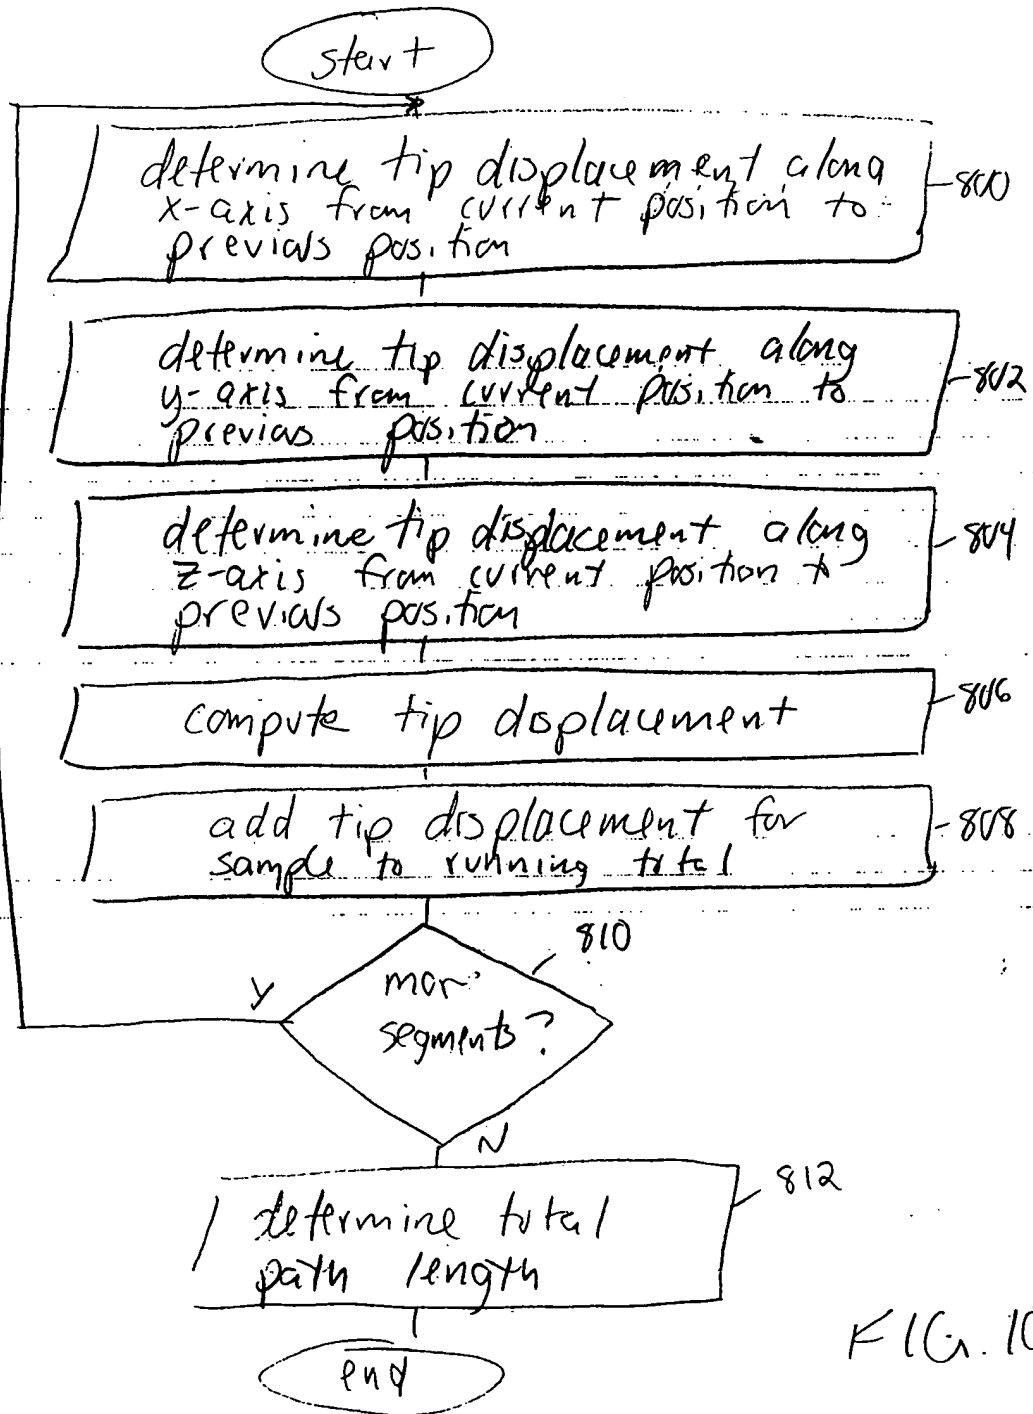 start
determine tip displacement along
x-axis from current position to
previous position
800
determine tip displacement along
y-axis from current position to
previous position
802
determine tip displacement along
z-axis from current position to
previous position
804
compute tip displacement
806
add tip displacement for
sample to running total
808
810
Y
more
segments?
N
determine total
path length
812
end
FIG. 10